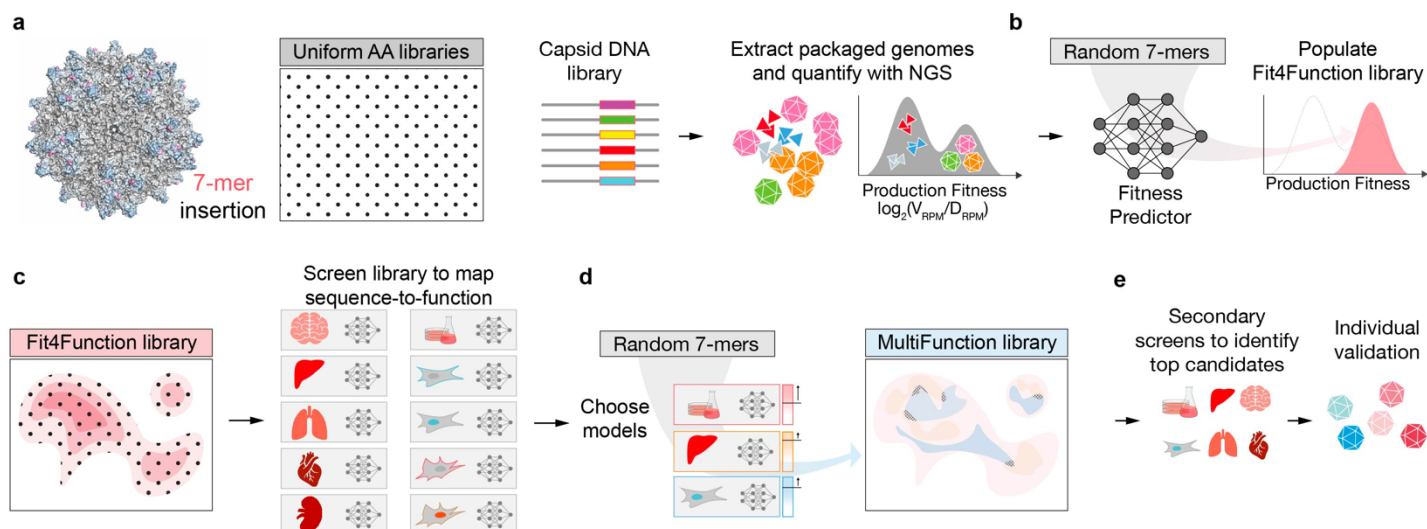 a
7-mer
insertion
Uniform AA libraries
Capsid DNA
library
Extract packaged genomes
and quantify with NGS
Production Fitness
log₂(V_RPM/D_RPM)
b
Random 7-mers
Fitness
Predictor
Populate
Fit4Function library
Production Fitness
c
Fit4Function library
Screen library to map
sequence-to-function
d
Random 7-mers
Choose
models
MultiFunction library
e
Secondary
screens to identify
top candidates
Individual
validation